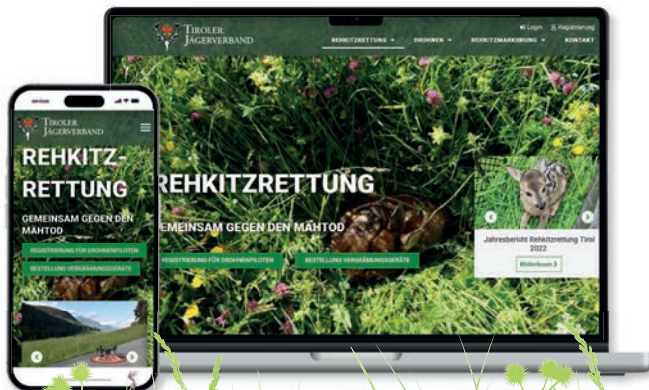 Tiroler
Jägerverband
Login
Registrierung
REHKITZRETTUNG
DROHNEN
REHKITZMARKIERUNG
KONTAKT
REHKITZRETTUNG
GEMEINSAM GEGEN DEN MÄHTOD
REGISTRIERUNG FÜR DROHNENPILOTEN
BESTELLUNG VERGRÄMUNGSGERÄTE
Jahresbericht Rehkitzrettung Tirol
2022
Weiterlesen
Tiroler
Jägerverband
REHKITZ-
RETTUNG
GEMEINSAM GEGEN DEN
MÄHTOD
REGISTRIERUNG FÜR DROHNENPILOTEN
BESTELLUNG VERGRÄMUNGSGERÄTE